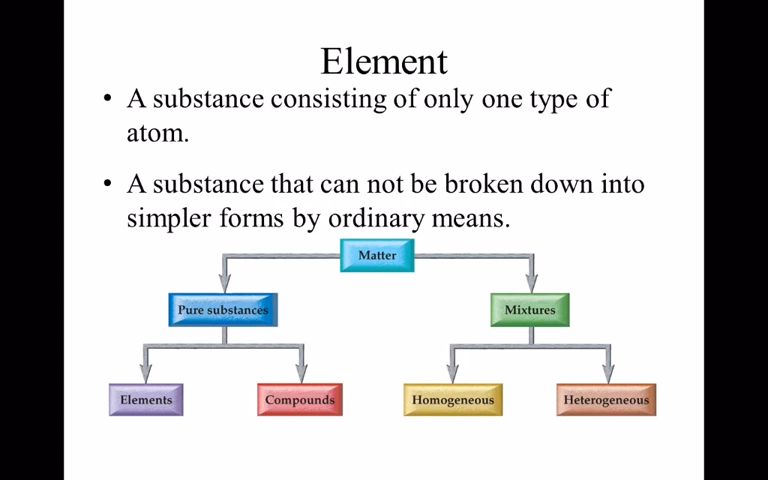 Element
• A substance consisting of only one type of
atom.
• A substance that can not be broken down into
simpler forms by ordinary means.
Matter
Pure substances
Mixtures
Elements
Compounds
Homogeneous
Heterogeneous